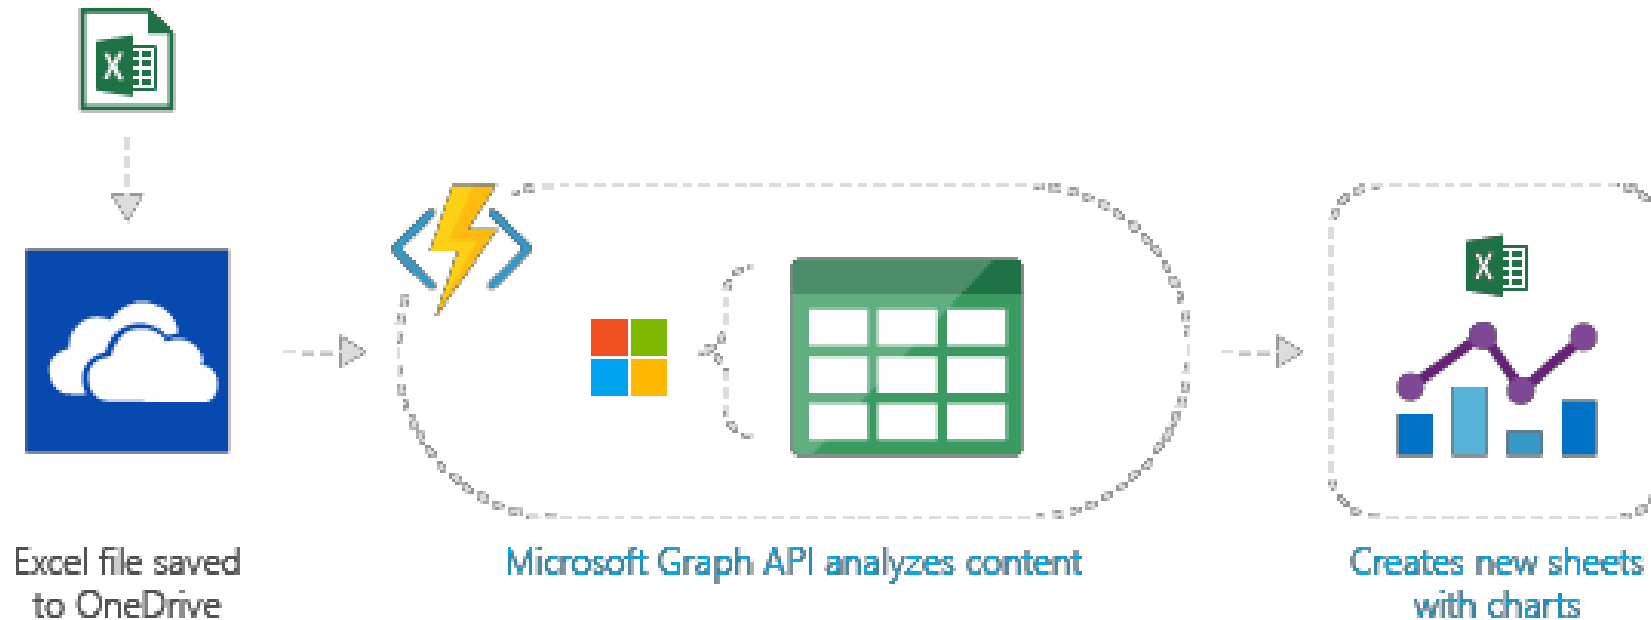 X
X
Excel file saved
to OneDrive
Microsoft Graph API analyzes content
Creates new sheets
with charts